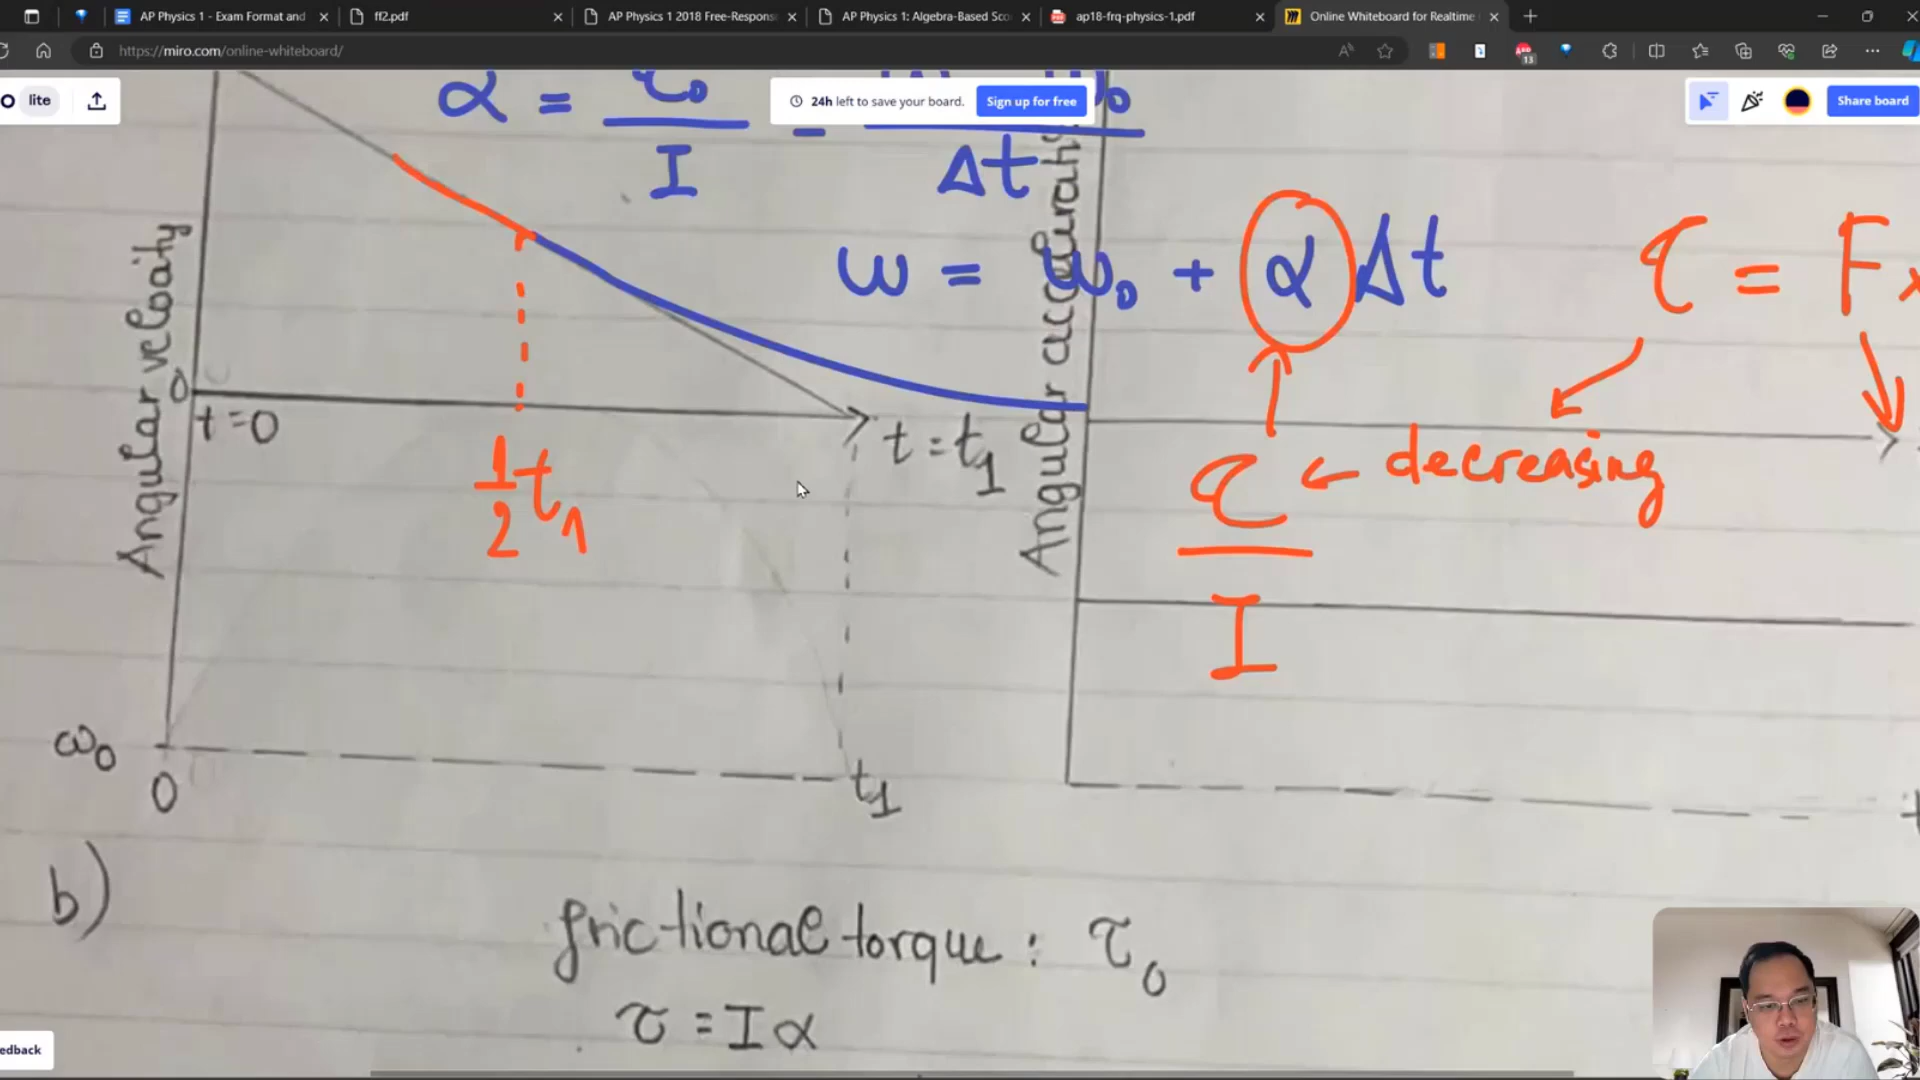 AP Physics 1 - Exam Format and
ff2.pdf
AP Physics 1 2018 Free-Respons
AP Physics 1: Algebra-Based Sco
ap18-frq-physics-1.pdf
Online Whiteboard for Realtime
https://miro.com/online-whiteboard/
13
lite
24h left to save your board.
Sign up for free
Share board
α = τ₀ / I =
Δt
ω = ω₀ + α Δt
τ = F
Angular velocity
Angular acceleration
0
t=0
t=t₁
1/2 t₁
τ ← decreasing
I
ω₀
0
t₁
b)
frictional torque: τ₀
τ = Iα
edback